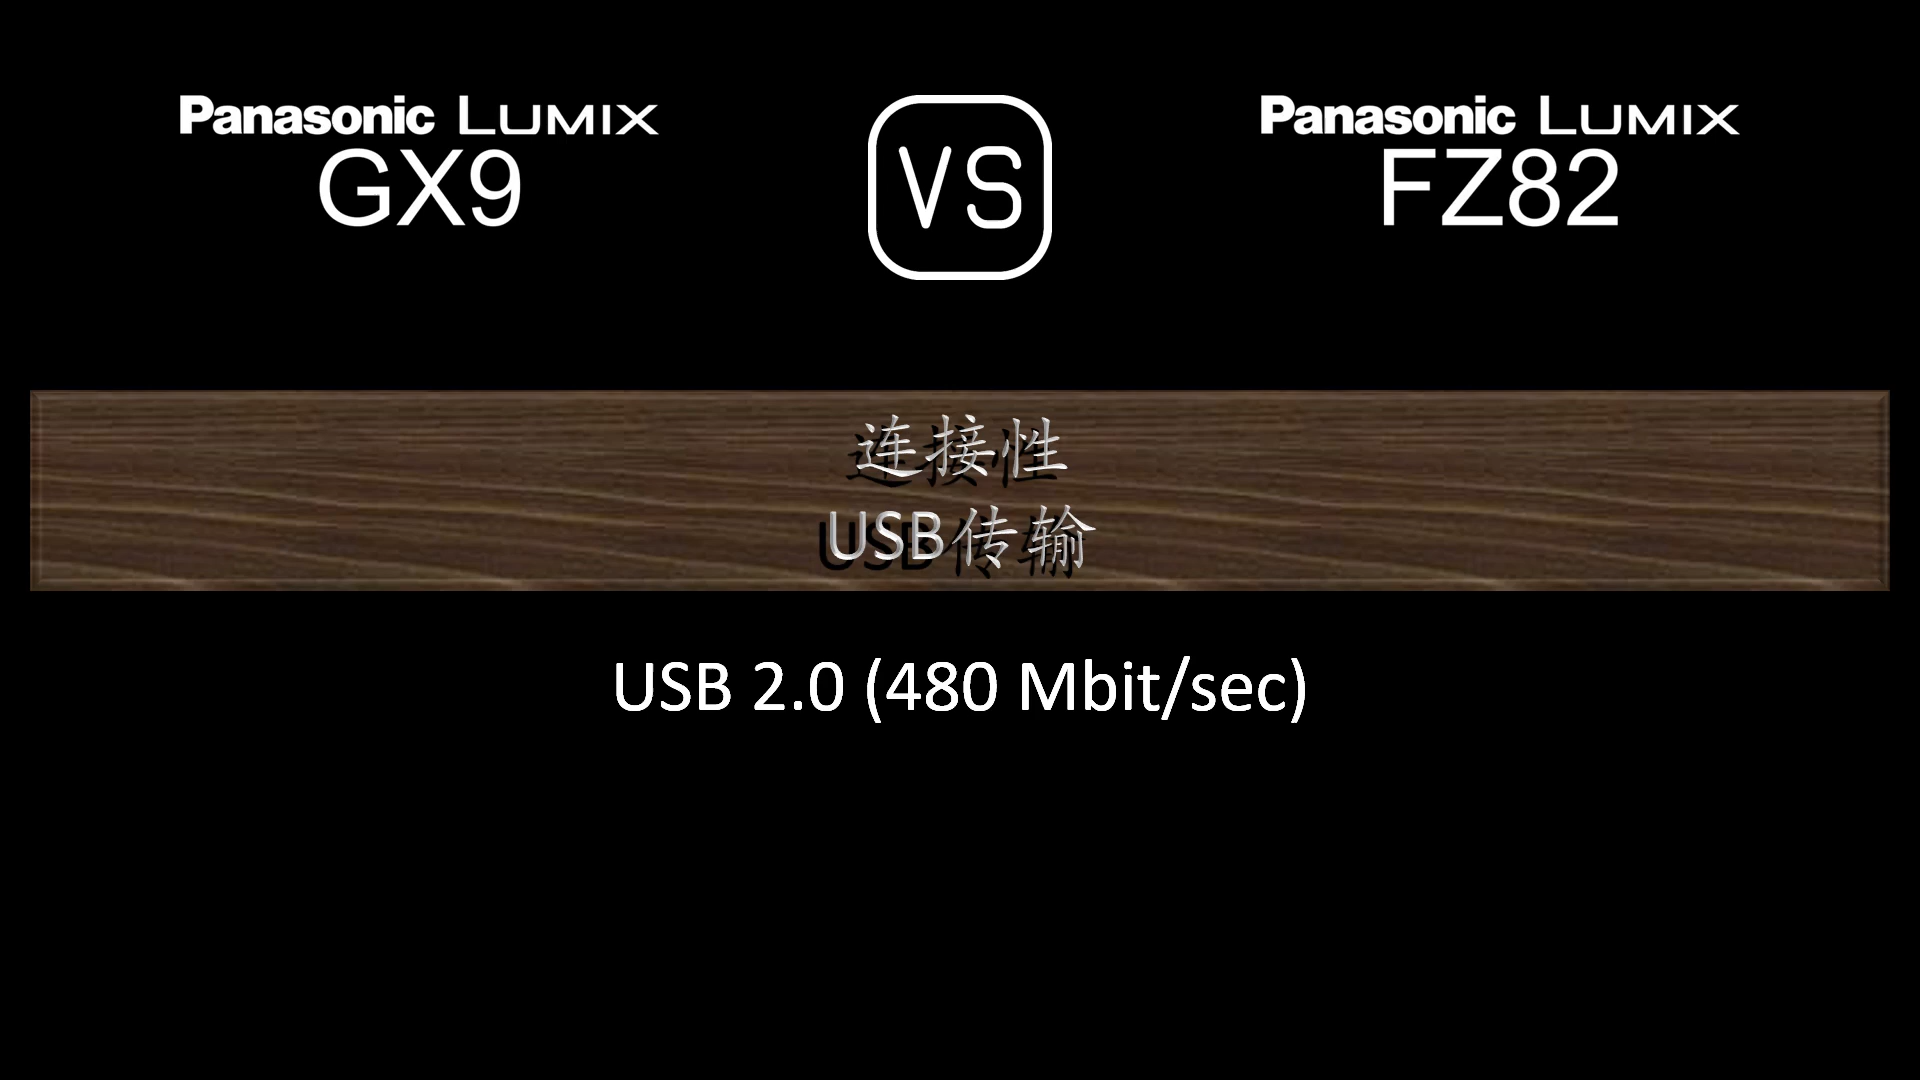 Panasonic LUMIX
GX9
VS
Panasonic LUMIX
FZ82
连接性
USB传输
USB 2.0 (480 Mbit/sec)